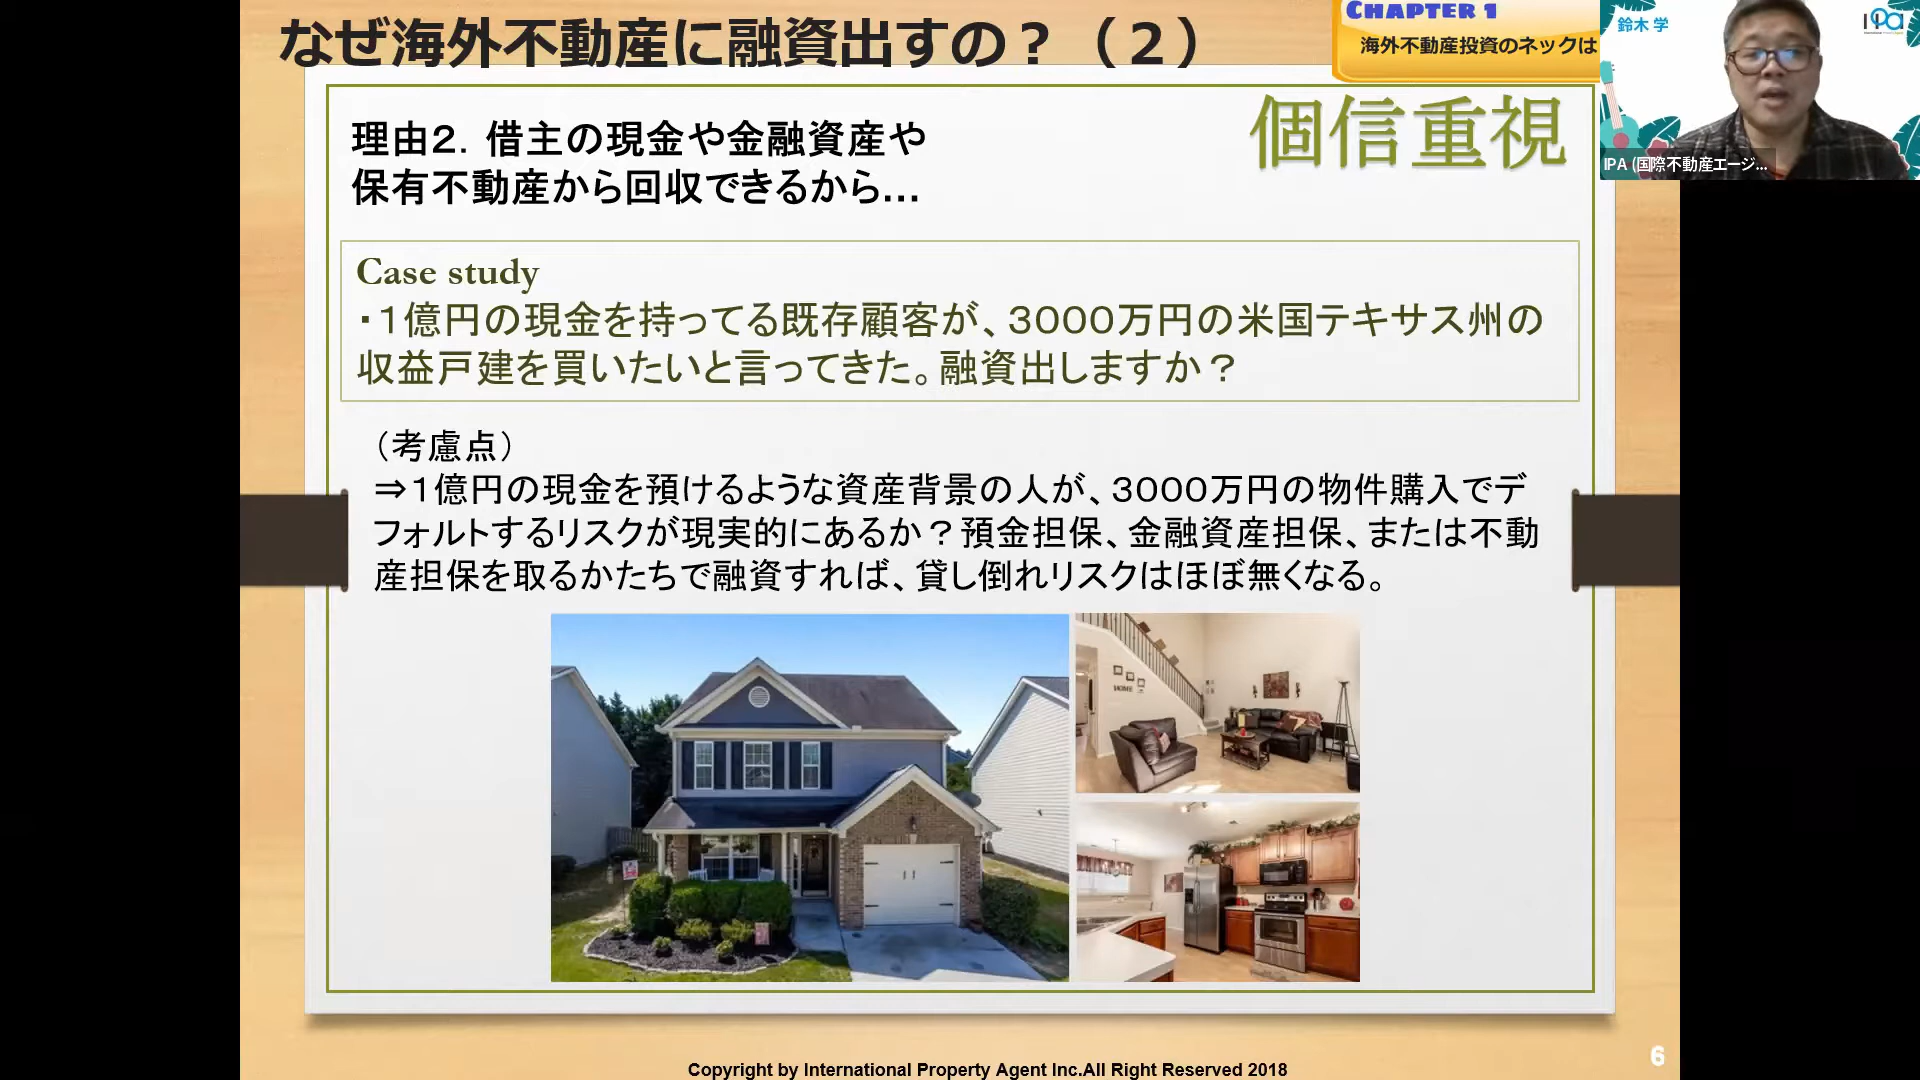 なぜ海外不動産に融資出すの？（２）
CHAPTER 1
海外不動産投資のネックは
鈴木 学
IPA
IPA (国際不動産エージ...
個信重視
理由２．借主の現金や金融資産や
保有不動産から回収できるから…
Case study
・１億円の現金を持ってる既存顧客が、３０００万円の米国テキサス州の
収益戸建を買いたいと言ってきた。融資出しますか？
（考慮点）
⇒１億円の現金を預けるような資産背景の人が、３０００万円の物件購入でデ
フォルトするリスクが現実的にあるか？預金担保、金融資産担保、または不動
産担保を取るかたちで融資すれば、貸し倒れリスクはほぼ無くなる。
HOME
Copyright by International Property Agent Inc.All Right Reserved 2018
6